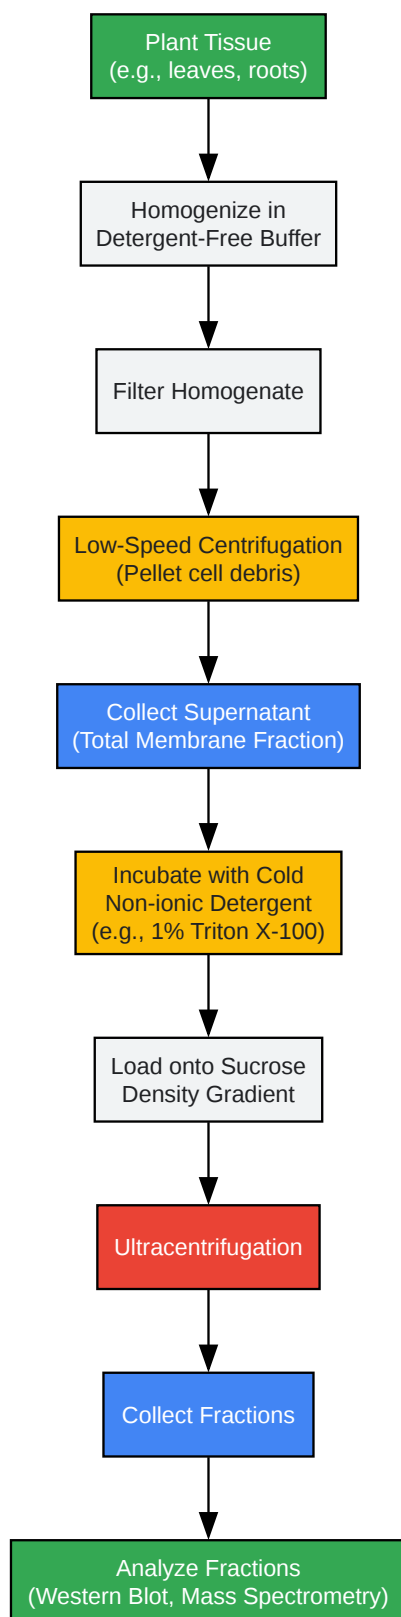 Plant Tissue
(e.g., leaves, roots)
Homogenize in
Detergent-Free Buffer
Filter Homogenate
Low-Speed Centrifugation
(Pellet cell debris)
Collect Supernatant
(Total Membrane Fraction)
Incubate with Cold
Non-ionic Detergent
(e.g., 1% Triton X-100)
Load onto Sucrose
Density Gradient
Ultracentrifugation
Collect Fractions
Analyze Fractions
(Western Blot, Mass Spectrometry)